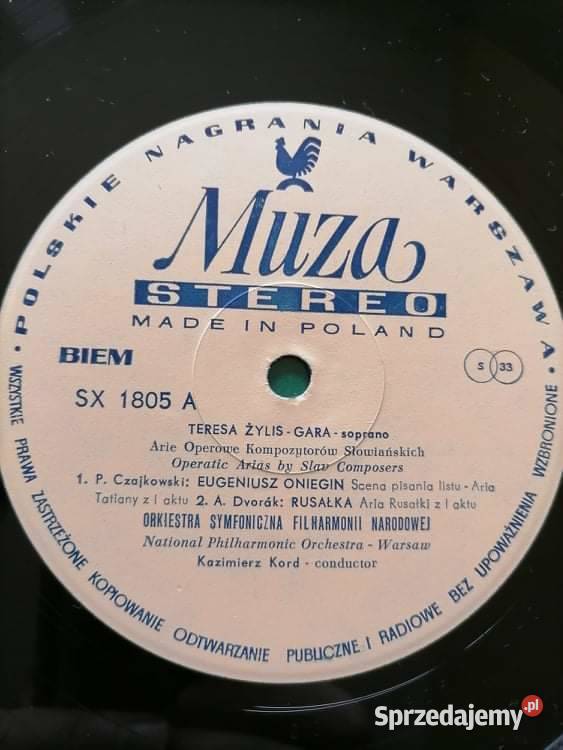 • POLSKIE NAGRANIA WARSZAWA •
Muza
STEREO
MADE IN POLAND
BIEM
S 33
SX 1805 A
TERESA ŻYLIS-GARA - soprano
Arie Operowe Kompozytorów Słowiańskich
Operatic Arias by Slav Composers
1. P. Czajkowski: EUGENIUSZ ONIEGIN Scena pisania listu - Aria
Tatiany z I aktu 2. A. Dvořák: RUSAŁKA Aria Rusałki z I aktu
ORKIESTRA SYMFONICZNA FILHARMONII NARODOWEJ
National Philharmonic Orchestra - Warsaw
Kazimierz Kord - conductor
WSZYSTKIE PRAWA ZASTRZEŻONE KOPIOWANIE ODTWARZANIE PUBLICZNE I RADIOWE BEZ UPOWAŻNIENIA WZBRONIONE
Sprzedajemy.pl